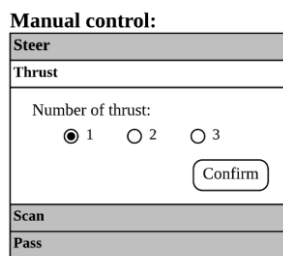 Manual control:
Steer
Thrust
Number of thrust:
1 2 3
Confirm
Scan
Pass